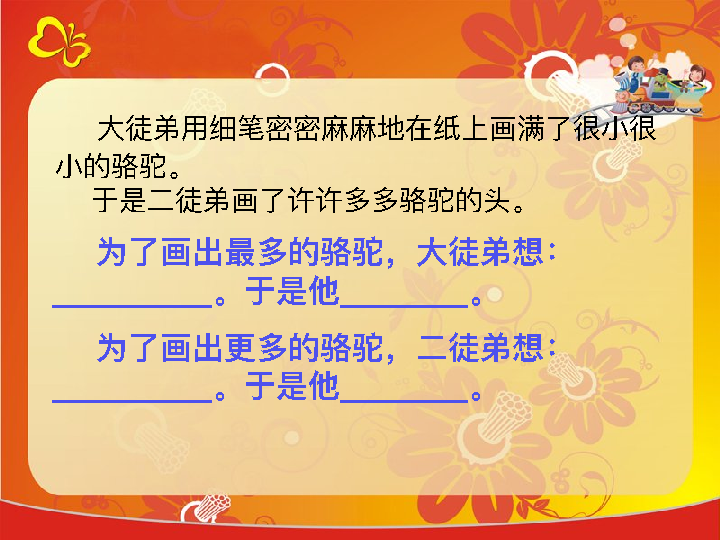 大徒弟用细笔密密麻麻地在纸上画满了很小很
小的骆驼。
于是二徒弟画了许许多多骆驼的头。
为了画出最多的骆驼，大徒弟想：
__________。于是他________。
为了画出更多的骆驼，二徒弟想：
__________。于是他________。